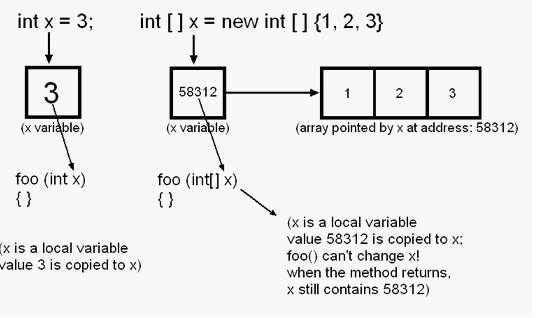 int x = 3;
int [ ] x = new int [ ] {1, 2, 3}
3
58312
1 2 3
(x variable)
(x variable)
(array pointed by x at address: 58312)
foo (int x)
{ }
foo (int[] x)
{ }
(x is a local variable
value 3 is copied to x)
(x is a local variable
value 58312 is copied to x;
foo() can't change x!
when the method returns,
x still contains 58312)